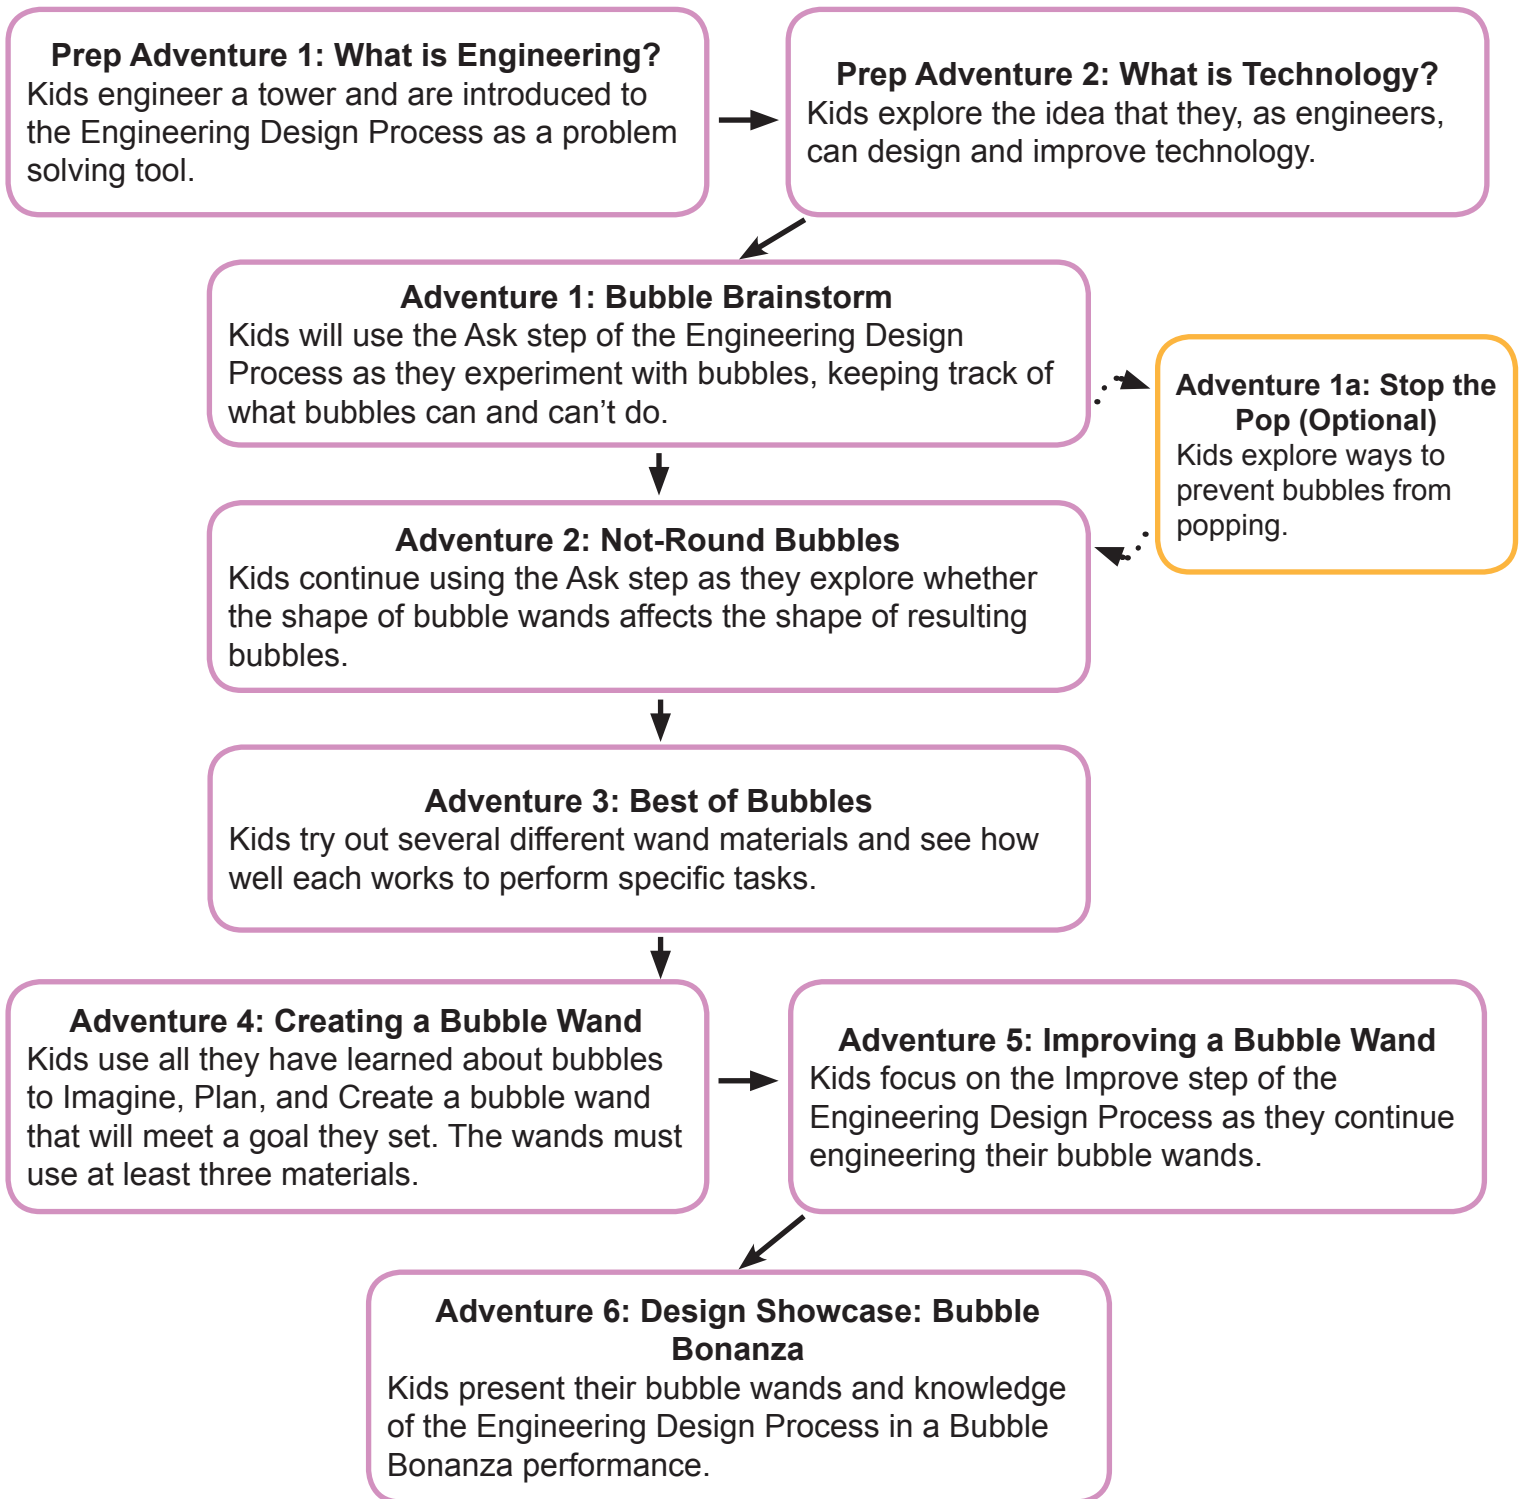 Prep Adventure 1: What is Engineering?
Kids engineer a tower and are introduced to
the Engineering Design Process as a problem
solving tool.
Prep Adventure 2: What is Technology?
Kids explore the idea that they, as engineers,
can design and improve technology.
Adventure 1: Bubble Brainstorm
Kids will use the Ask step of the Engineering Design
Process as they experiment with bubbles, keeping track of
what bubbles can and can’t do.
Adventure 1a: Stop the
Pop (Optional)
Kids explore ways to
prevent bubbles from
popping.
Adventure 2: Not-Round Bubbles
Kids continue using the Ask step as they explore whether
the shape of bubble wands affects the shape of resulting
bubbles.
Adventure 3: Best of Bubbles
Kids try out several different wand materials and see how
well each works to perform specific tasks.
Adventure 4: Creating a Bubble Wand
Kids use all they have learned about bubbles
to Imagine, Plan, and Create a bubble wand
that will meet a goal they set. The wands must
use at least three materials.
Adventure 5: Improving a Bubble Wand
Kids focus on the Improve step of the
Engineering Design Process as they continue
engineering their bubble wands.
Adventure 6: Design Showcase: Bubble
Bonanza
Kids present their bubble wands and knowledge
of the Engineering Design Process in a Bubble
Bonanza performance.